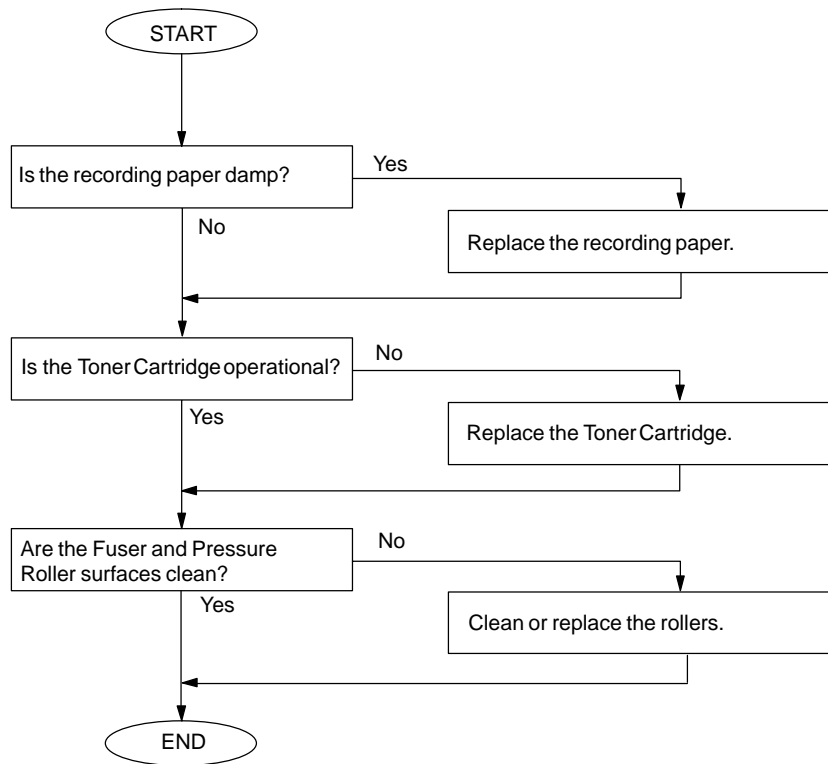 START
Is the recording paper damp?
Yes
No
Replace the recording paper.
Is the Toner Cartridge operational?
No
Yes
Replace the Toner Cartridge.
Are the Fuser and Pressure
Roller surfaces clean?
No
Yes
Clean or replace the rollers.
END